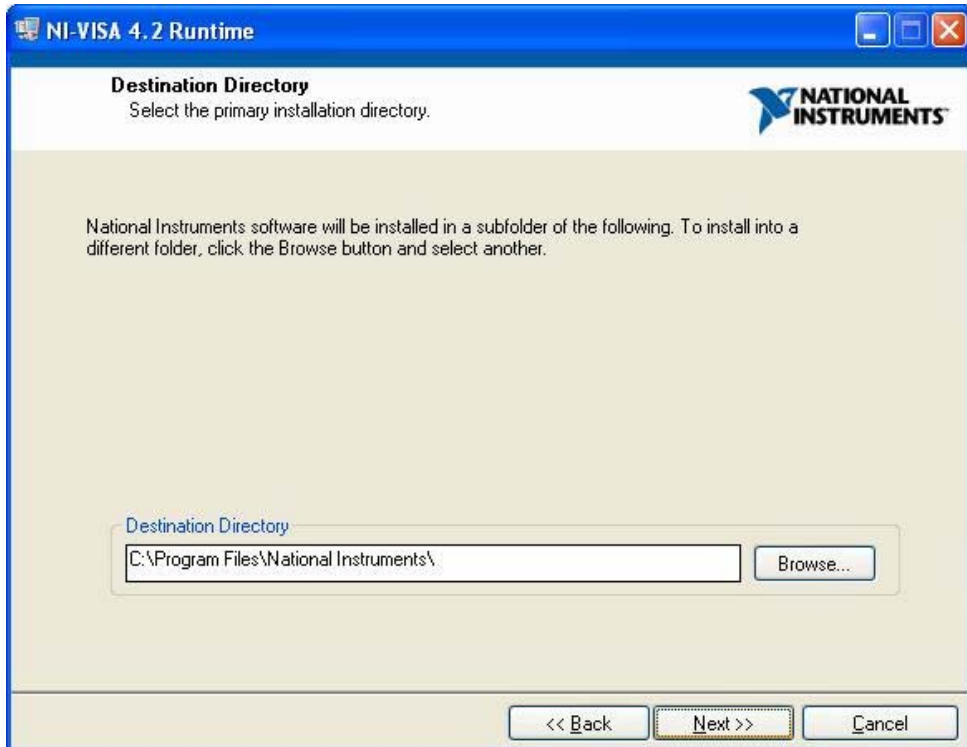 NI-VISA 4.2 Runtime
Destination Directory
Select the primary installation directory.
NATIONAL
INSTRUMENTS
National Instruments software will be installed in a subfolder of the following. To install into a
different folder, click the Browse button and select another.
Destination Directory
C:\Program Files\National Instruments\
Browse...
<< Back
Next >>
Cancel